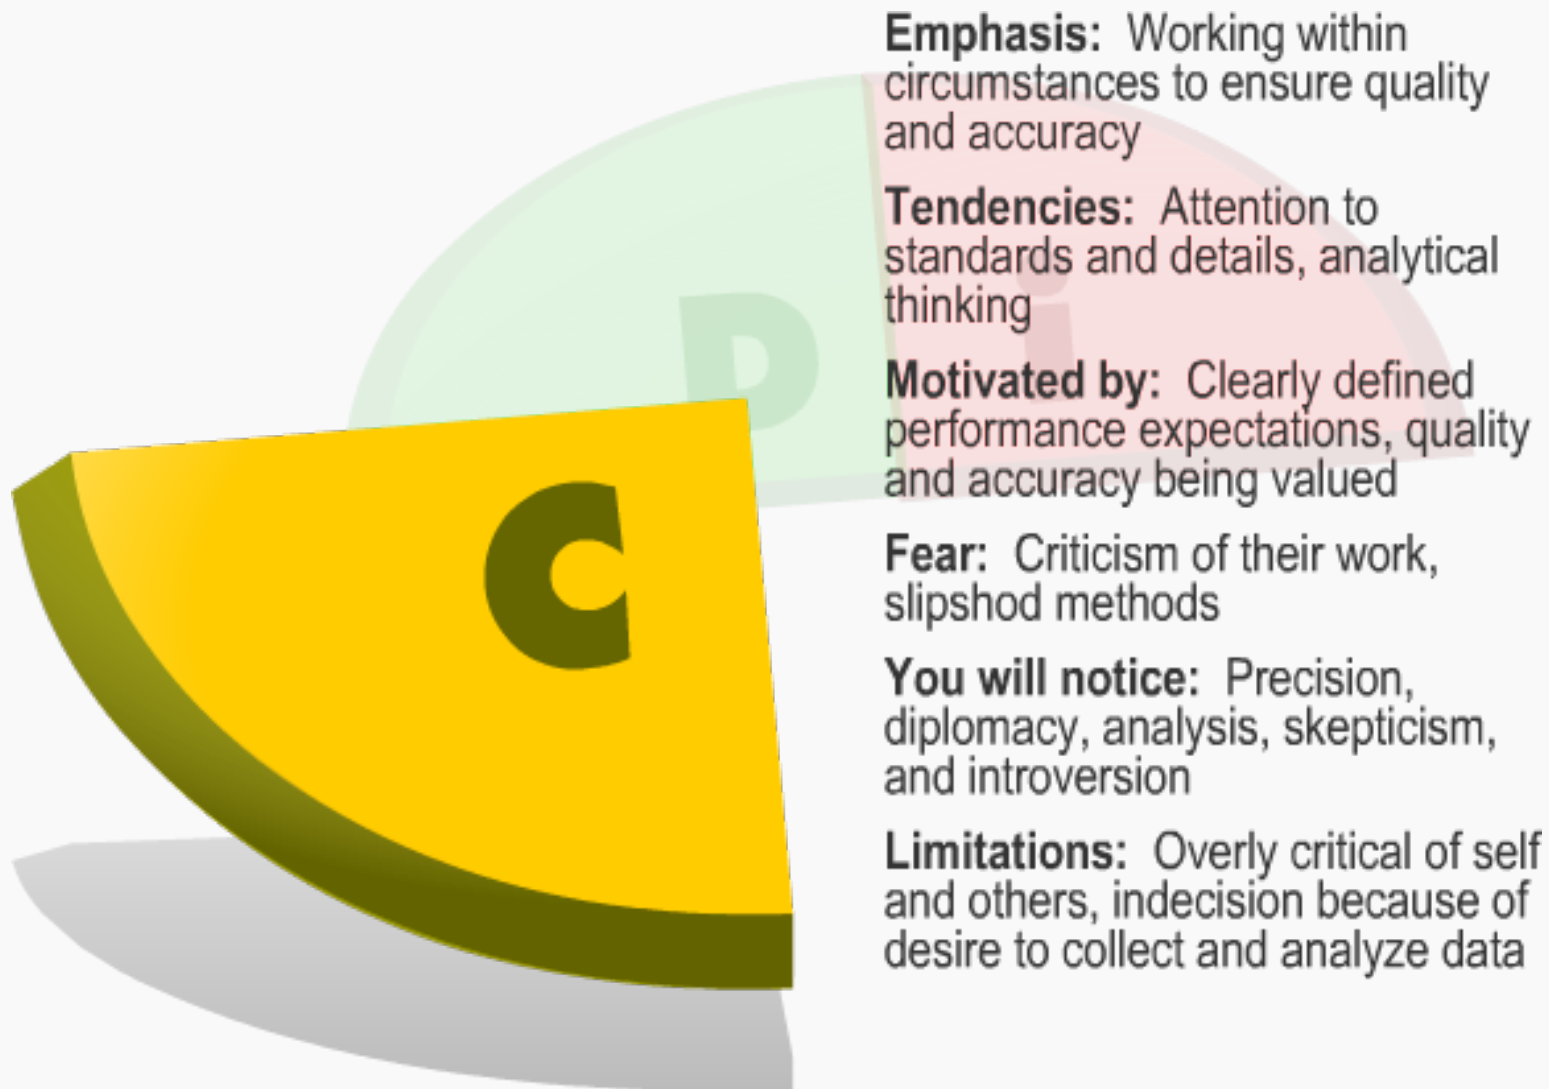 Emphasis: Working within
circumstances to ensure quality
and accuracy
Tendencies: Attention to
standards and details, analytical
thinking
Motivated by: Clearly defined
performance expectations, quality
and accuracy being valued
Fear: Criticism of their work,
slipshod methods
You will notice: Precision,
diplomacy, analysis, skepticism,
and introversion
Limitations: Overly critical of self
and others, indecision because of
desire to collect and analyze data
D
i
C